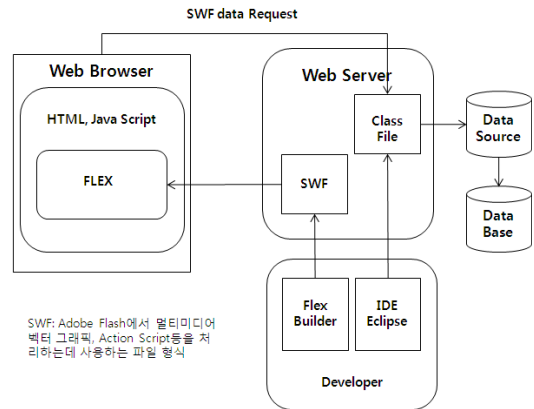 SWF data Request
Web Browser
HTML, Java Script
FLEX
Web Server
Class
File
SWF
Data
Source
Data
Base
Flex
Builder
IDE
Eclipse
Developer
SWF: Adobe Flash에서 멀티미디어
벡터 그래픽, Action Script등을 처
리하는데 사용하는 파일 형식